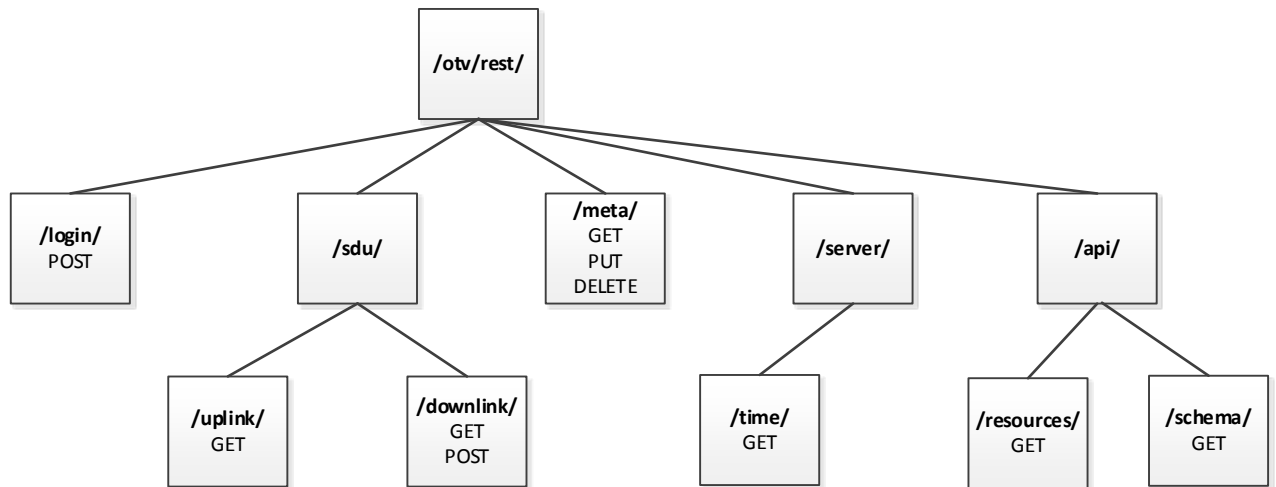 /otv/rest/
/login/
POST
/sdu/
/meta/
GET
PUT
DELETE
/server/
/api/
/uplink/
GET
/downlink/
GET
POST
/time/
GET
/resources/
GET
/schema/
GET